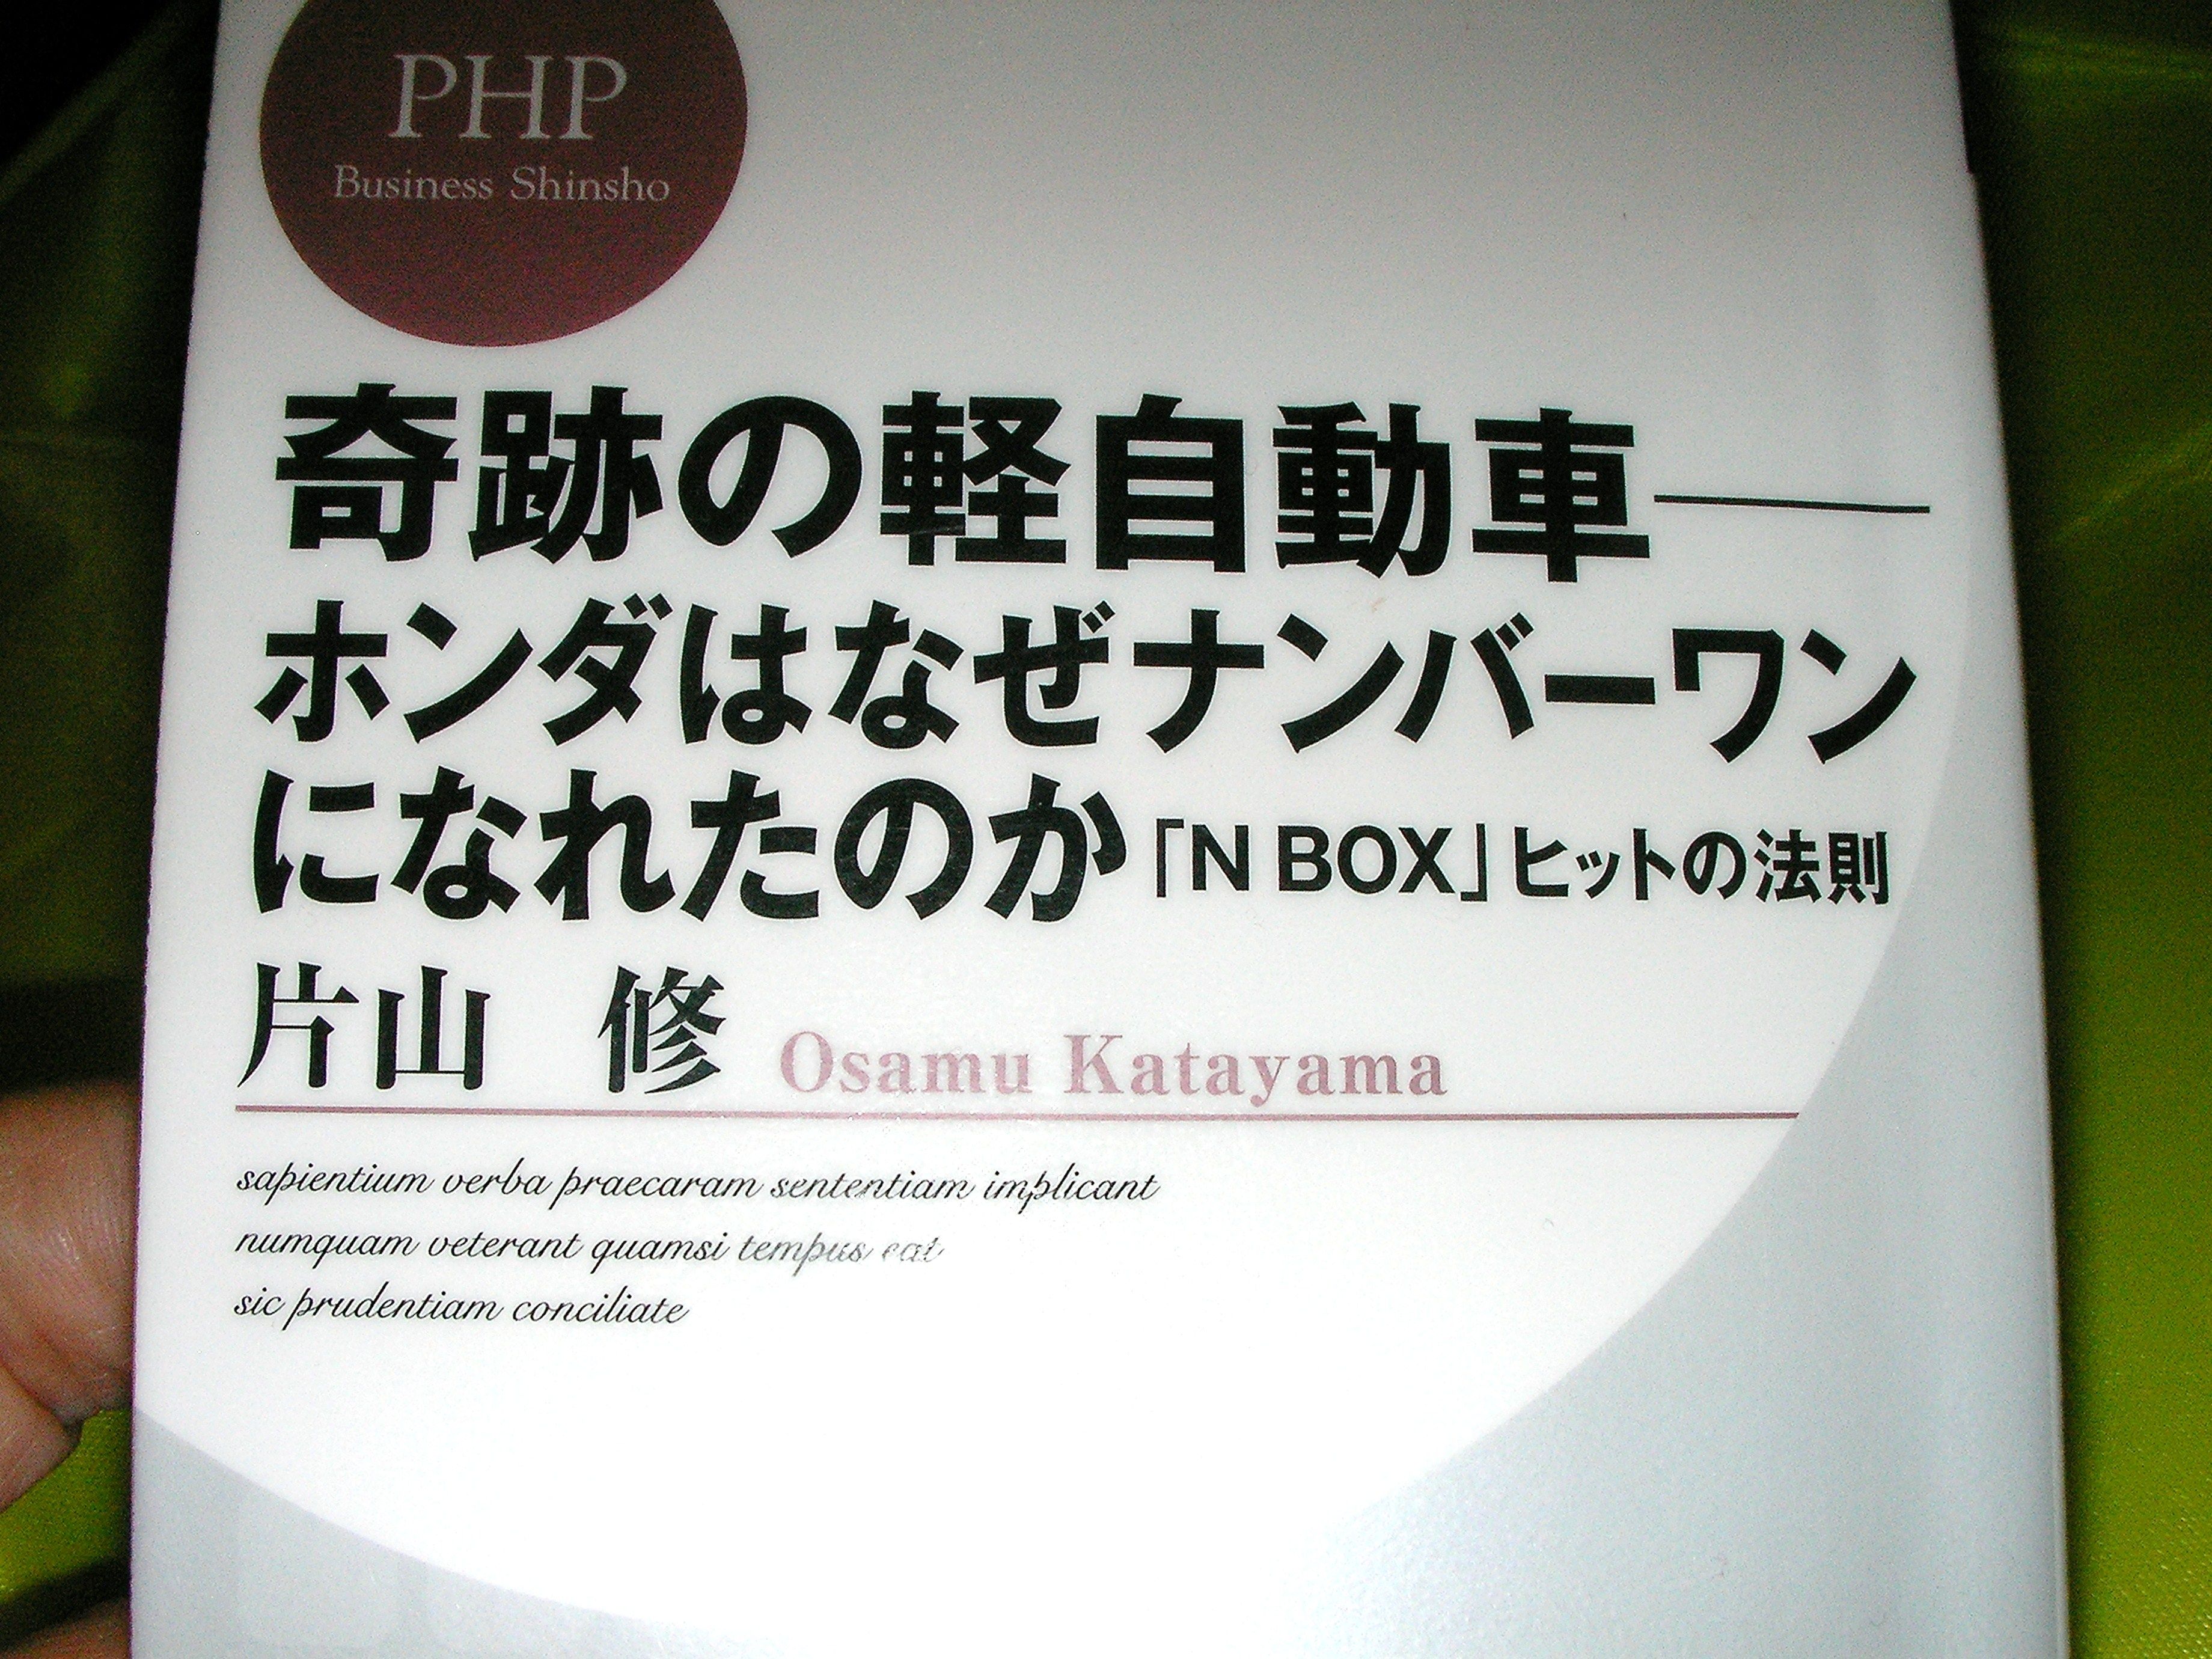 PHP
Business Shinsho
奇跡の軽自動車――
ホンダはなぜナンバーワン
になれたのか「N BOX」ヒットの法則
片山 修 Osamu Katayama
sapientium verba praecaram sententiam implicant
numquam veterant quamsi tempus eat
sic prudentiam conciliate